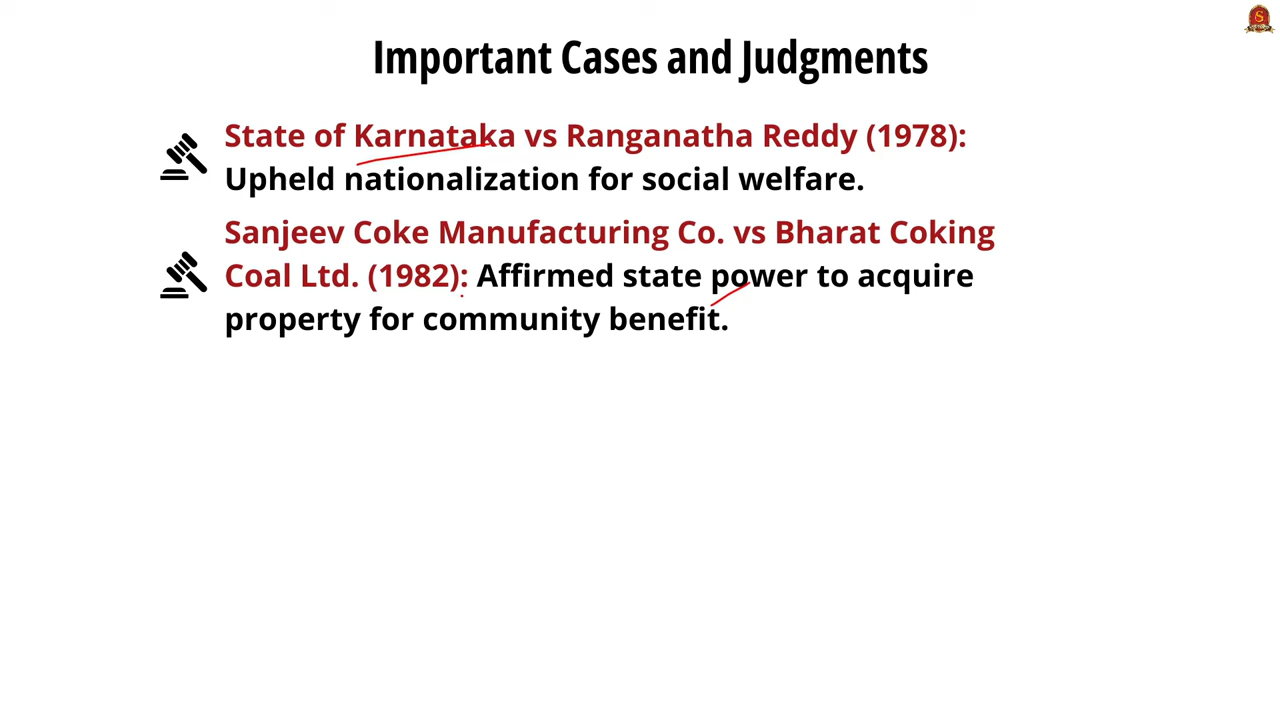 Important Cases and Judgments
State of Karnataka vs Ranganatha Reddy (1978):
Upheld nationalization for social welfare.
Sanjeev Coke Manufacturing Co. vs Bharat Coking
Coal Ltd. (1982): Affirmed state power to acquire
property for community benefit.